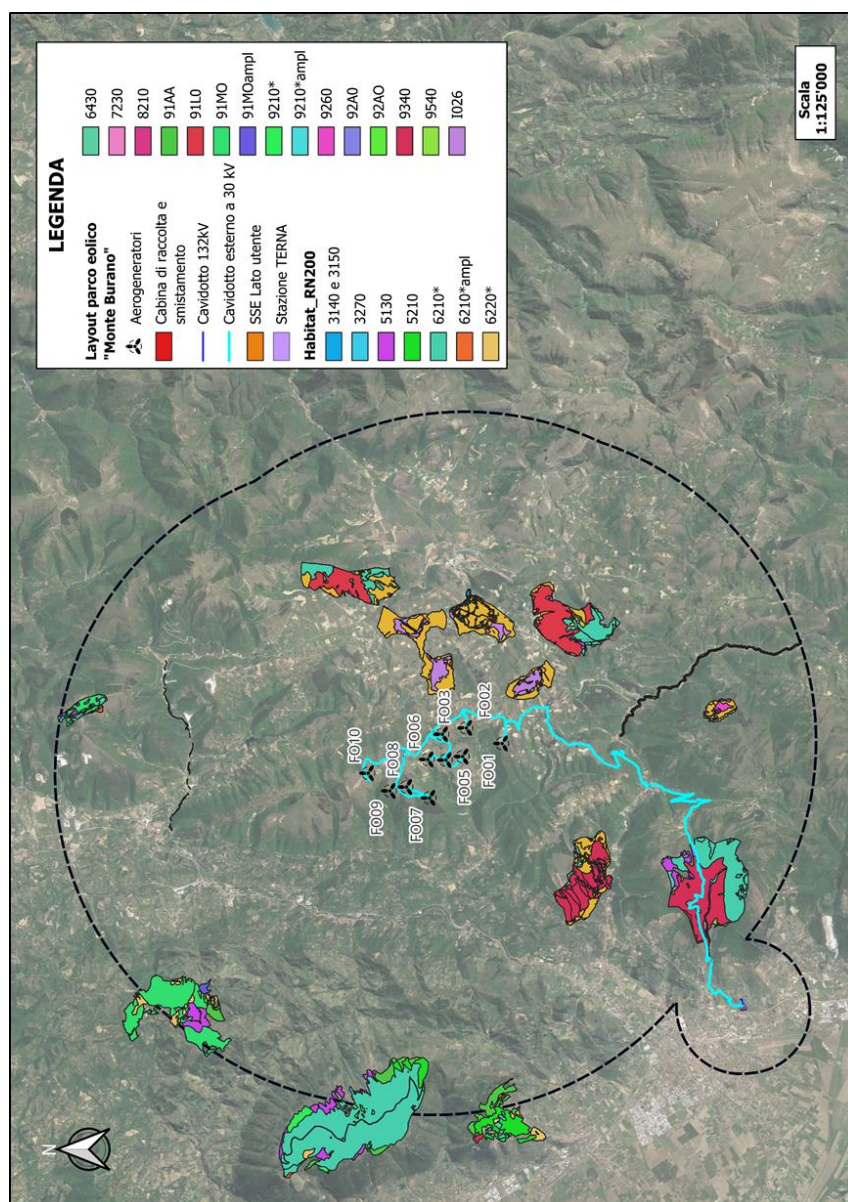 LEGENDA
Layout parco eolico
"Monte Burano"
Aerogeneratori
Cabina di raccolta e
smistamento
Cavidotto 132kV
Cavidotto esterno a 30 kV
SSE Lato utente
Stazione TERNA
Habitat_RN200
3140 e 3150
3270
5130
5210
6210*
6210*ampl
6220*
6430
7230
8210
91AA
91L0
91MO
91MOampl
9210*
9210*ampl
9260
92A0
92AO
9340
9540
I026
N
FO10
FO09
FO08
FO07
FO06
FO03
FO05
FO02
FO01
Scala
1:125'000